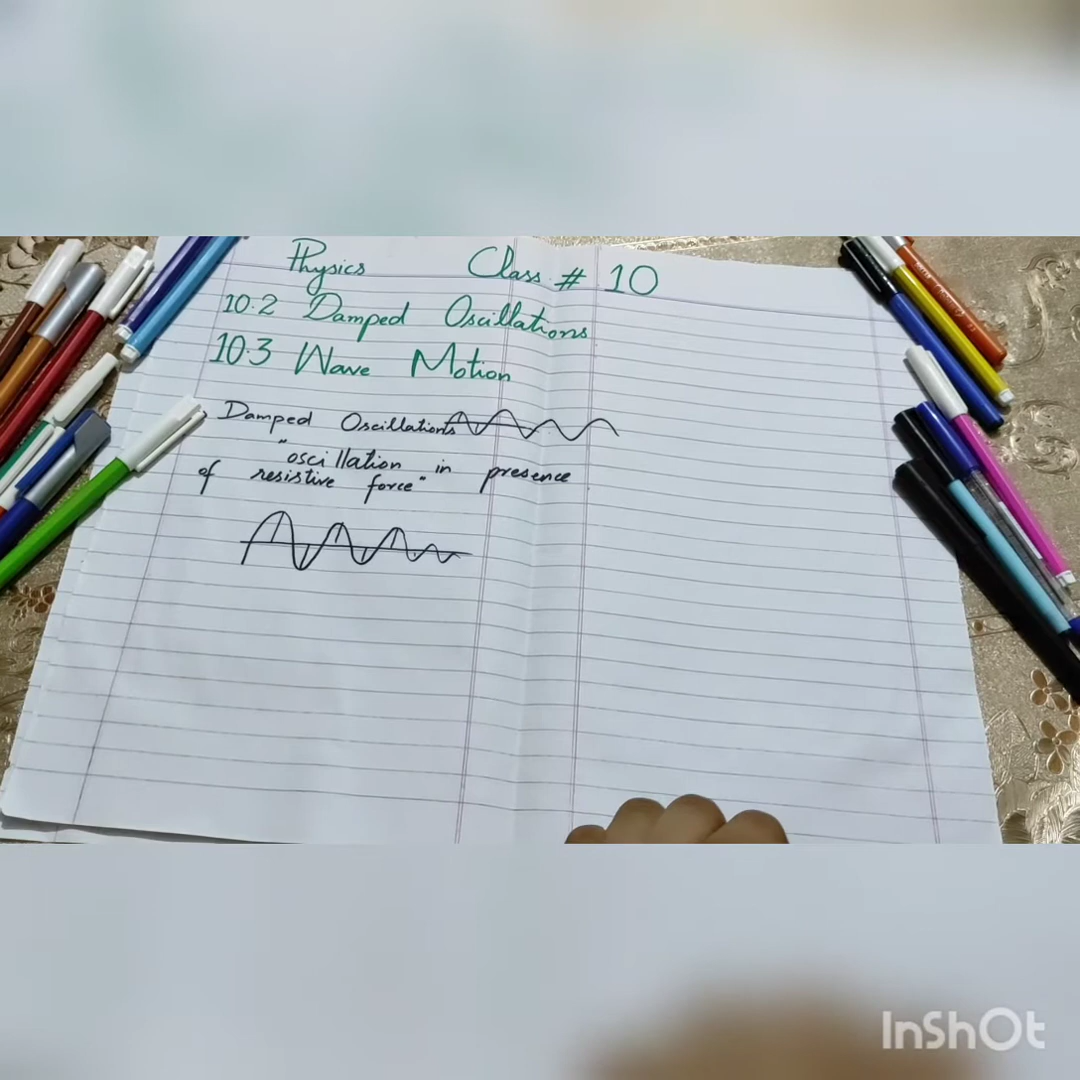 Physics Class # 10
10.2 Damped Oscillations
10.3 Wave Motion
Damped Oscillations
"oscillation in presence
of resistive force"
InShOt